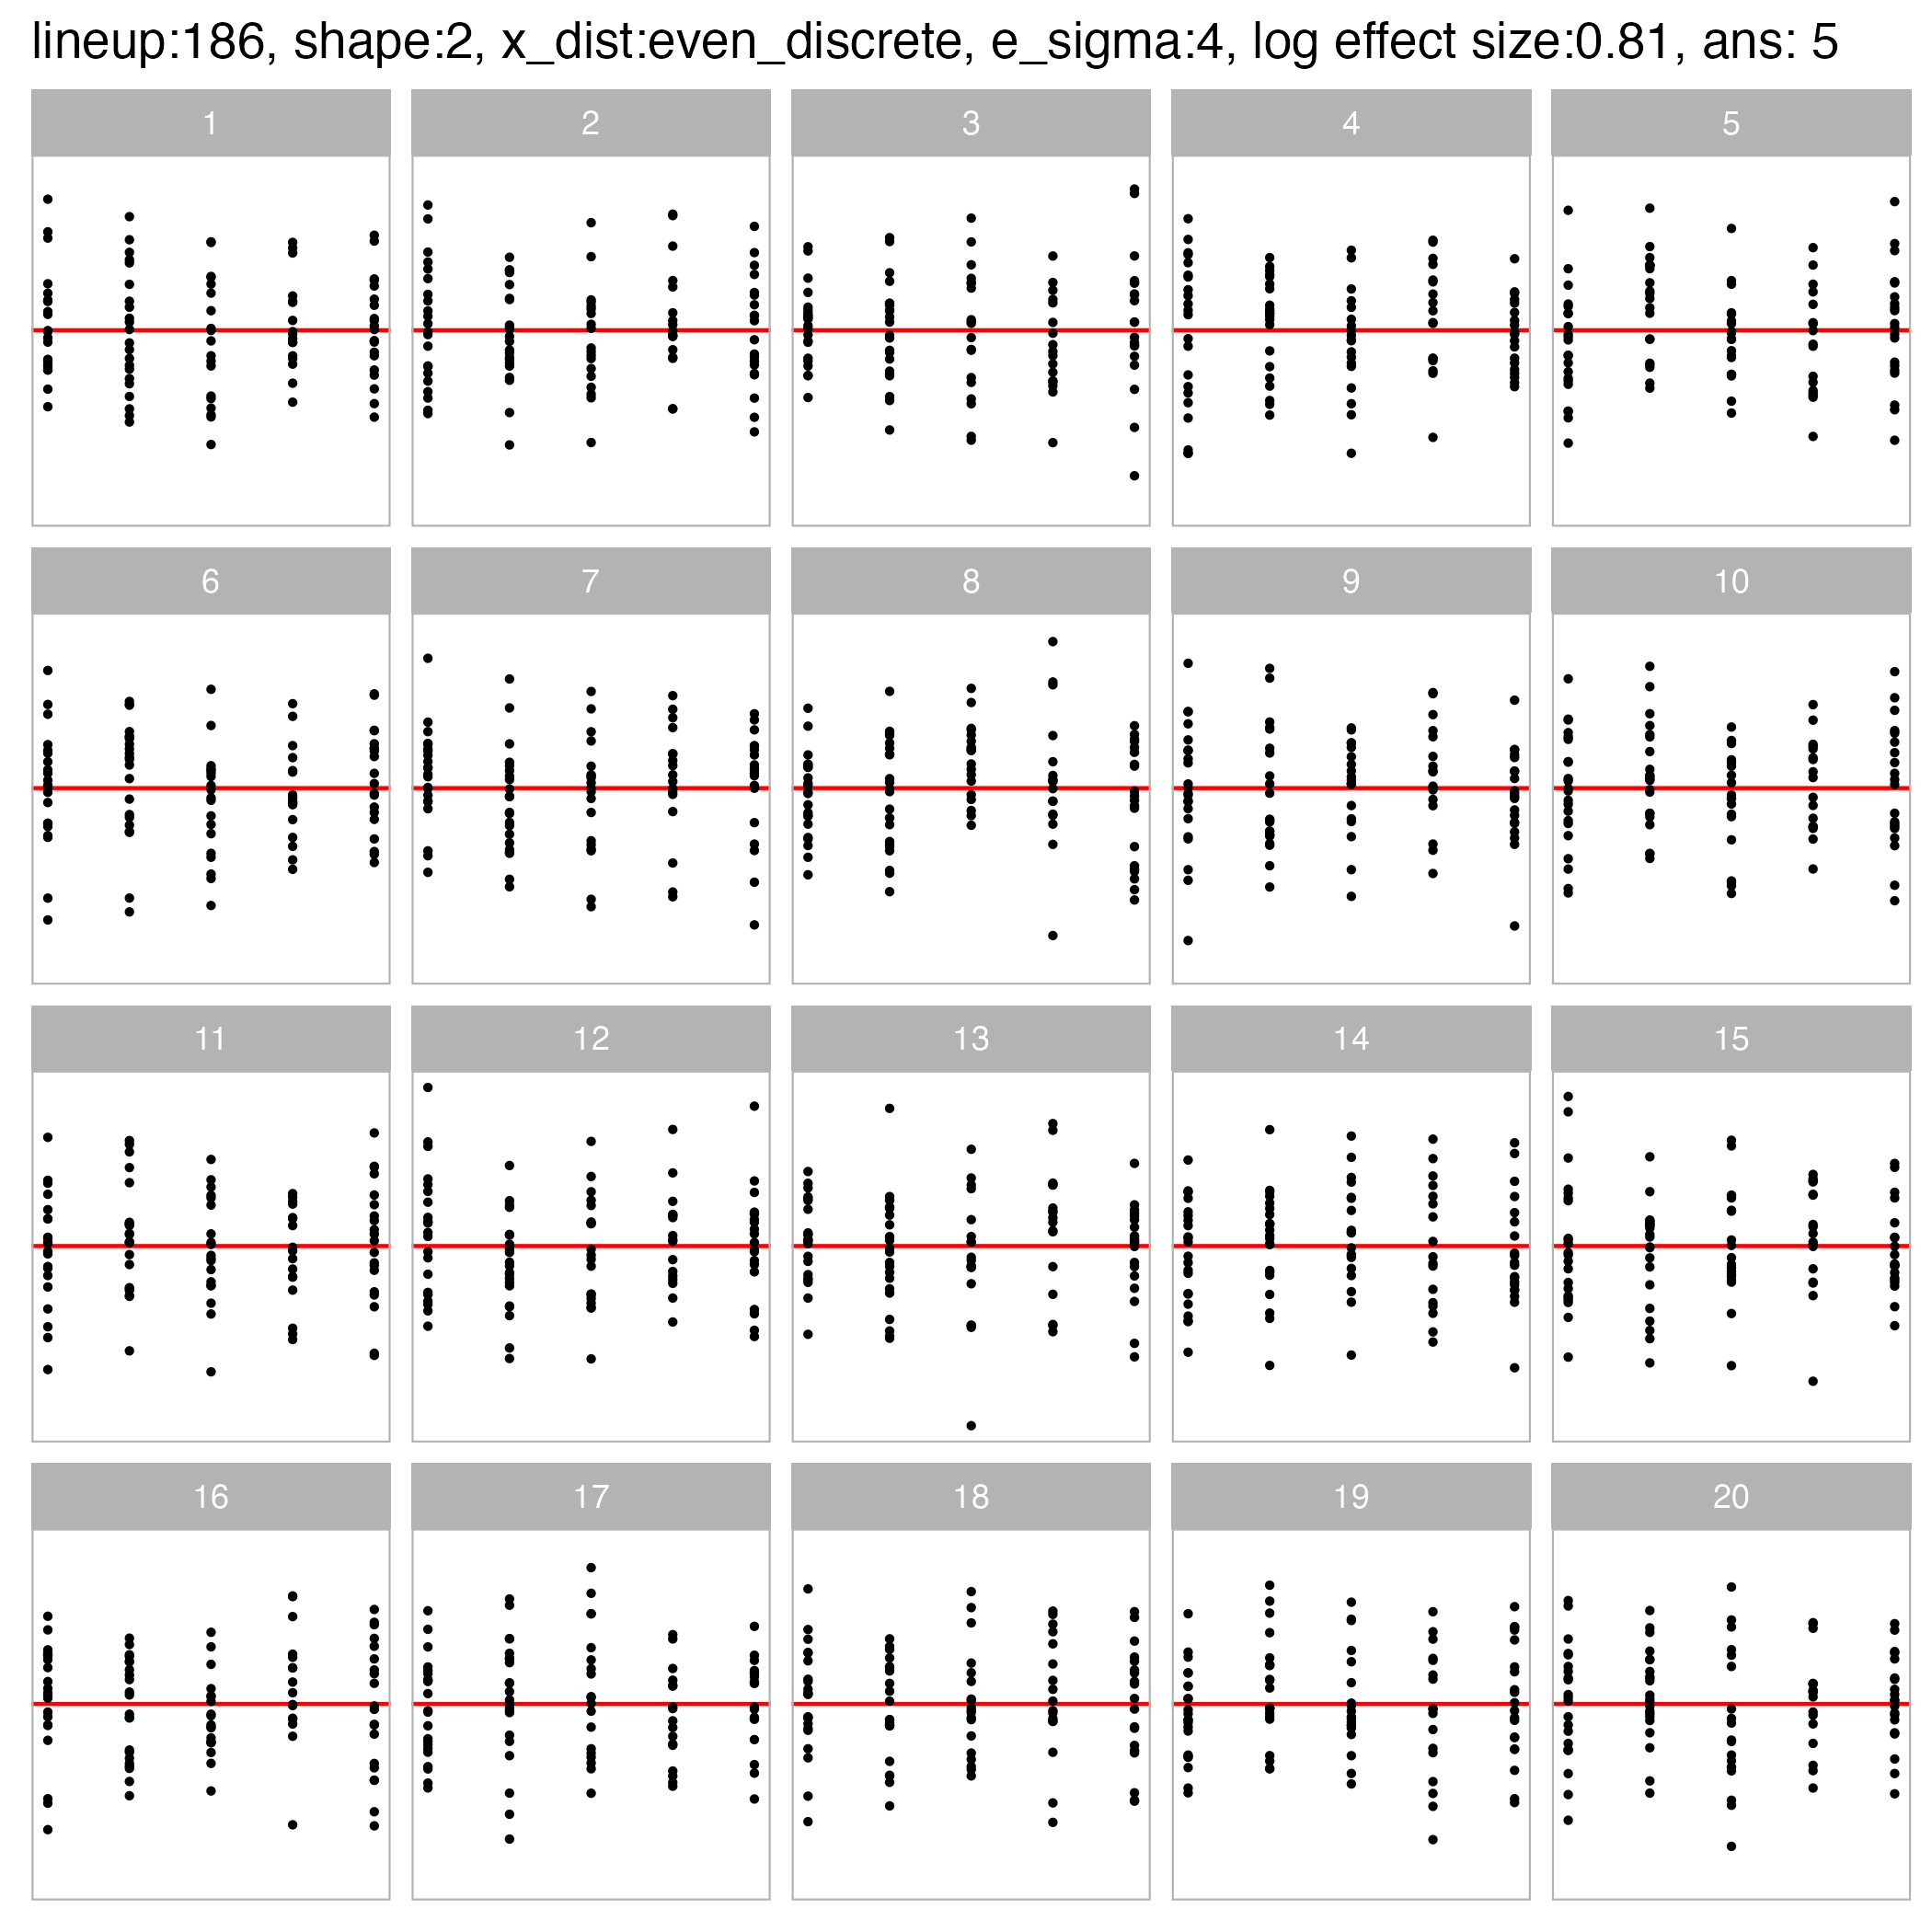 lineup:186, shape:2, x_dist:even_discrete, e_sigma:4, log effect size:0.81, ans: 5
1 2 3 4 5
6 7 8 9 10
11 12 13 14 15
16 17 18 19 20